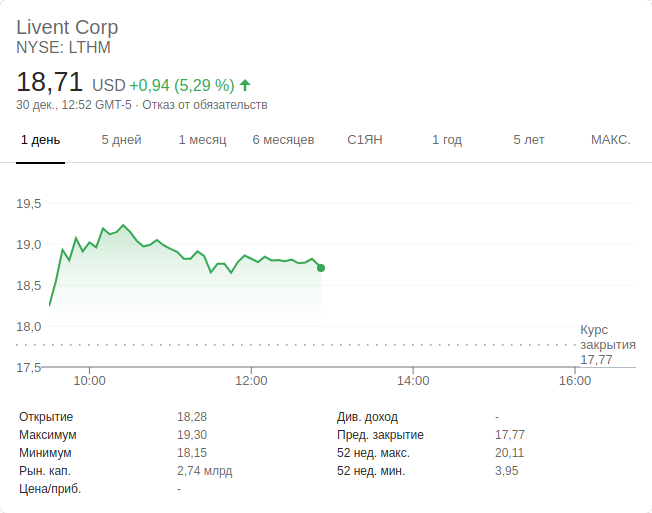 Livent Corp
NYSE: LTHM
18,71 USD +0,94 (5,29 %)
30 дек., 12:52 GMT-5 · Отказ от обязательств
1 день 5 дней 1 месяц 6 месяцев С1ЯН 1 год 5 лет МАКС.
19,5
19,0
18,5
18,0
Курс
закрытия
17,77
17,5
10:00 12:00 14:00 16:00
Открытие 18,28 Див. доход -
Максимум 19,30 Пред. закрытие 17,77
Минимум 18,15 52 нед. макс. 20,11
Рын. кап. 2,74 млрд 52 нед. мин. 3,95
Цена/приб. -